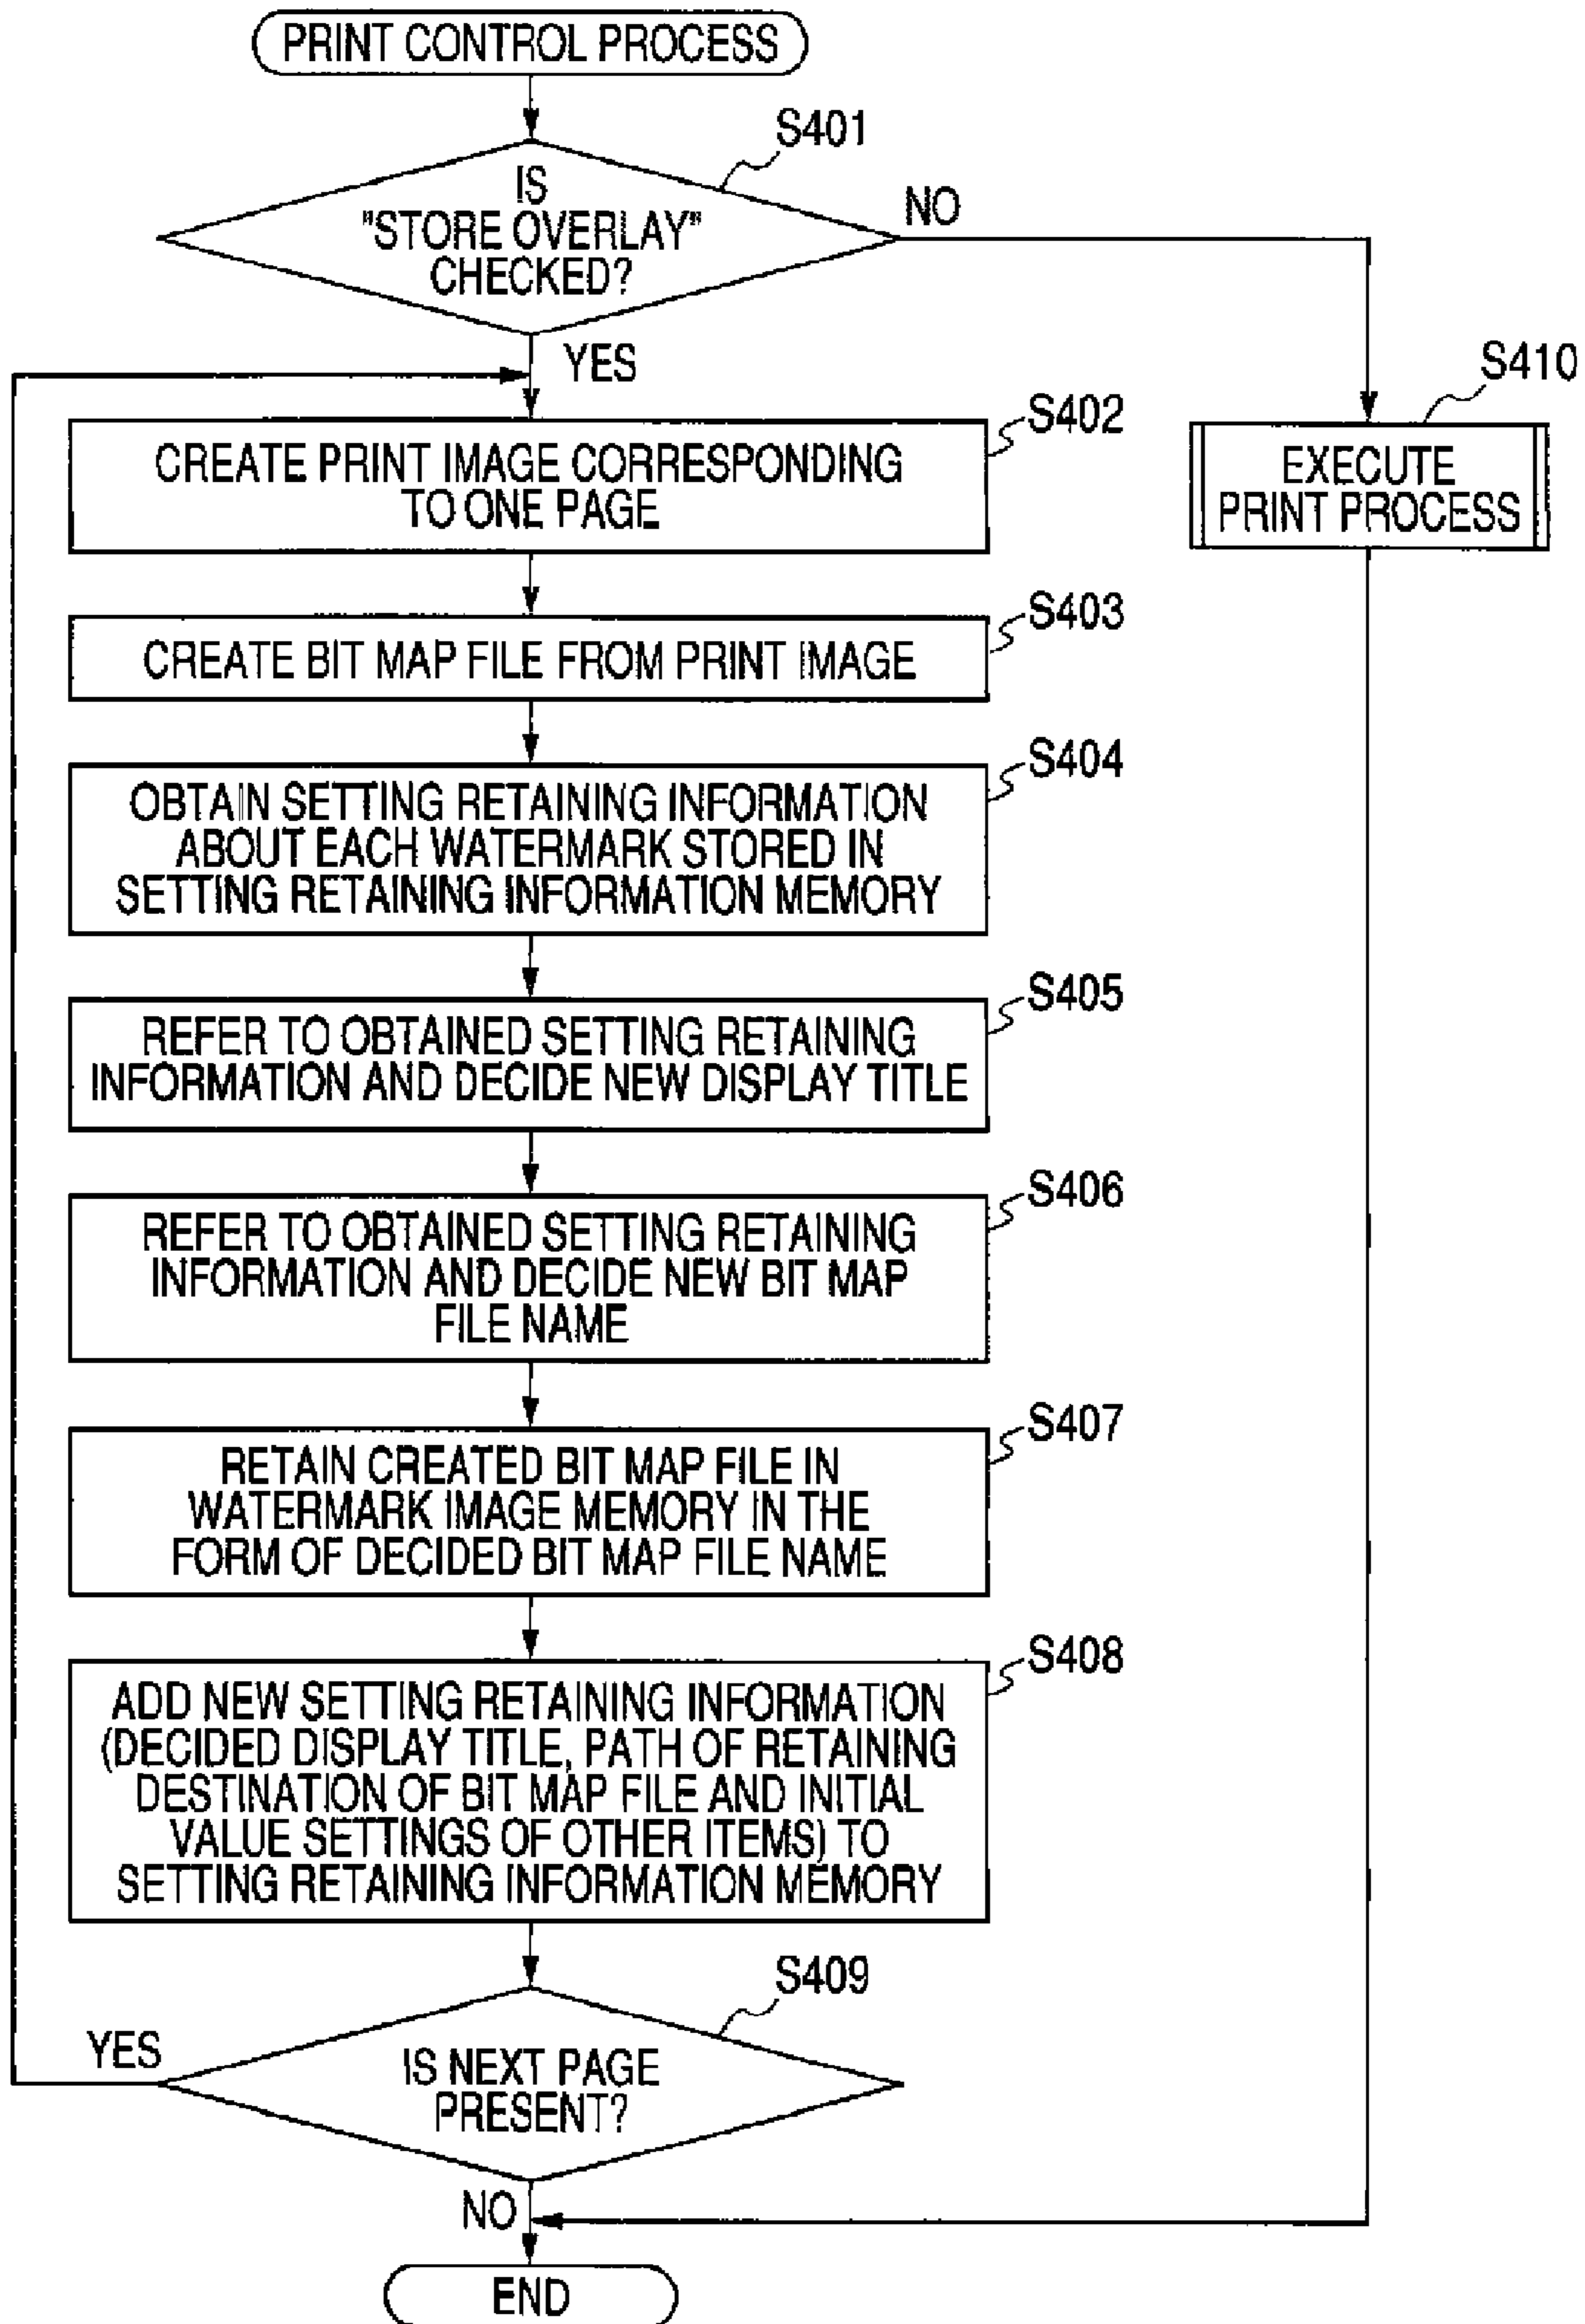 PRINT CONTROL PROCESS
S401
IS
"STORE OVERLAY"
CHECKED?
NO
YES
S410
EXECUTE
PRINT PROCESS
S402
CREATE PRINT IMAGE CORRESPONDING
TO ONE PAGE
S403
CREATE BIT MAP FILE FROM PRINT IMAGE
S404
OBTAIN SETTING RETAINING INFORMATION
ABOUT EACH WATERMARK STORED IN
SETTING RETAINING INFORMATION MEMORY
S405
REFER TO OBTAINED SETTING RETAINING
INFORMATION AND DECIDE NEW DISPLAY TITLE
S406
REFER TO OBTAINED SETTING RETAINING
INFORMATION AND DECIDE NEW BIT MAP
FILE NAME
S407
RETAIN CREATED BIT MAP FILE IN
WATERMARK IMAGE MEMORY IN THE
FORM OF DECIDED BIT MAP FILE NAME
S408
ADD NEW SETTING RETAINING INFORMATION
(DECIDED DISPLAY TITLE, PATH OF RETAINING
DESTINATION OF BIT MAP FILE AND INITIAL
VALUE SETTINGS OF OTHER ITEMS) TO
SETTING RETAINING INFORMATION MEMORY
S409
YES
IS NEXT PAGE
PRESENT?
NO
END